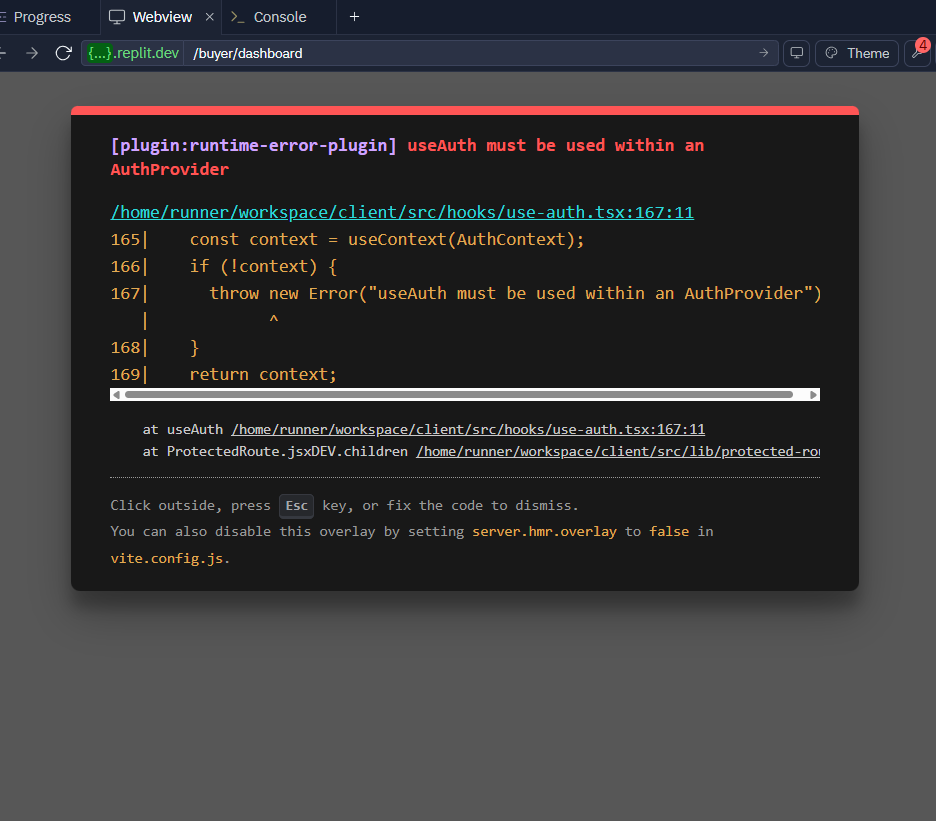 Progress
Webview
Console
{...}.replit.dev /buyer/dashboard
Theme
4
[plugin:runtime-error-plugin] useAuth must be used within an
AuthProvider
/home/runner/workspace/client/src/hooks/use-auth.tsx:167:11
165|    const context = useContext(AuthContext);
166|    if (!context) {
167|      throw new Error("useAuth must be used within an AuthProvider")
   |            ^
168|    }
169|    return context;
at useAuth /home/runner/workspace/client/src/hooks/use-auth.tsx:167:11
at ProtectedRoute.jsxDEV.children /home/runner/workspace/client/src/lib/protected-rou
Click outside, press Esc key, or fix the code to dismiss.
You can also disable this overlay by setting server.hmr.overlay to false in
vite.config.js.